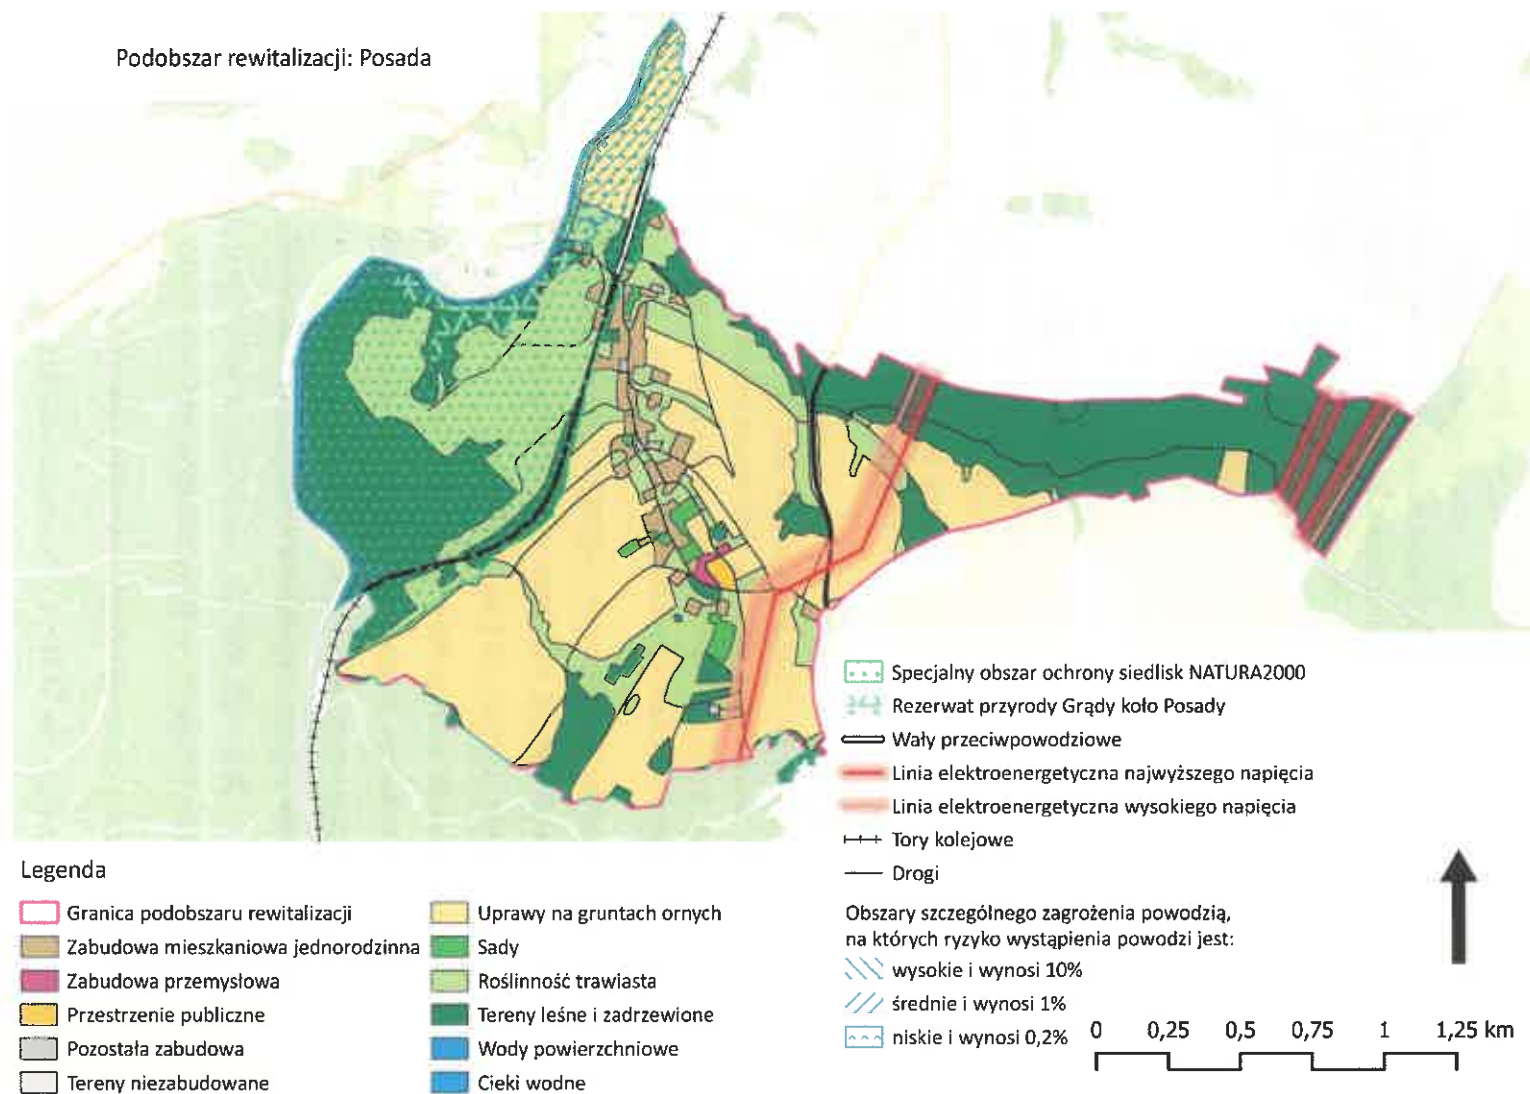 Podobszar rewitalizacji: Posada
Specjalny obszar ochrony siedlisk NATURA2000
Rezerwat przyrody Grądy koło Posady
Wały przeciwpowodziowe
Linia elektroenergetyczna najwyższego napięcia
Linia elektroenergetyczna wysokiego napięcia
Tory kolejowe
Drogi
Obszary szczególnego zagrożenia powodzią,
na których ryzyko wystąpienia powodzi jest:
wysokie i wynosi 10%
średnie i wynosi 1%
niskie i wynosi 0,2%
Legenda
Granica podobszaru rewitalizacji
Zabudowa mieszkaniowa jednorodzinna
Zabudowa przemysłowa
Przestrzenie publiczne
Pozostała zabudowa
Tereny niezabudowane
Uprawy na gruntach ornych
Sady
Roślinność trawiasta
Tereny leśne i zadrzewione
Wody powierzchniowe
Cieki wodne
0 0,25 0,5 0,75 1 1,25 km